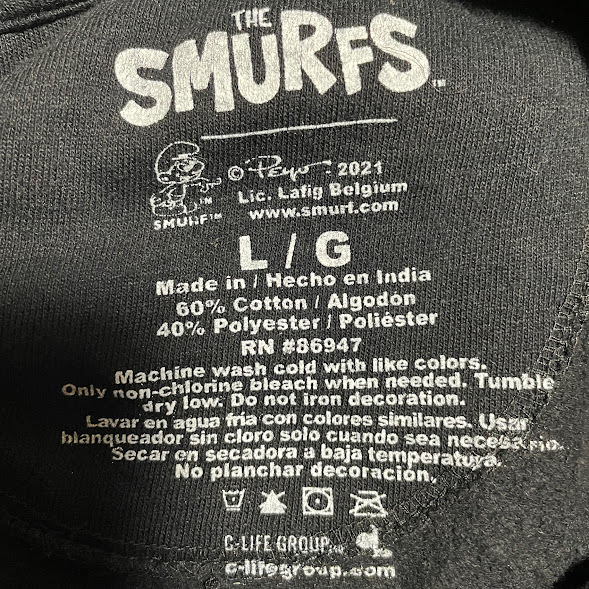 THE
SMURFS™
© Peyo - 2021
Lic. Lafig Belgium
www.smurf.com
SMURF™
L / G
Made in / Hecho en India
60% Cotton / Algodón
40% Polyester / Poliéster
RN #86947
Machine wash cold with like colors.
Only non-chlorine bleach when needed. Tumble
dry low. Do not iron decoration.
Lavar en agua fria con colores similares. Usar
blanqueador sin cloro solo cuando sea necesario.
Secar en secadora a baja temperatura.
No planchar decoración.
C-LIFE GROUP
c-lifegroup.com